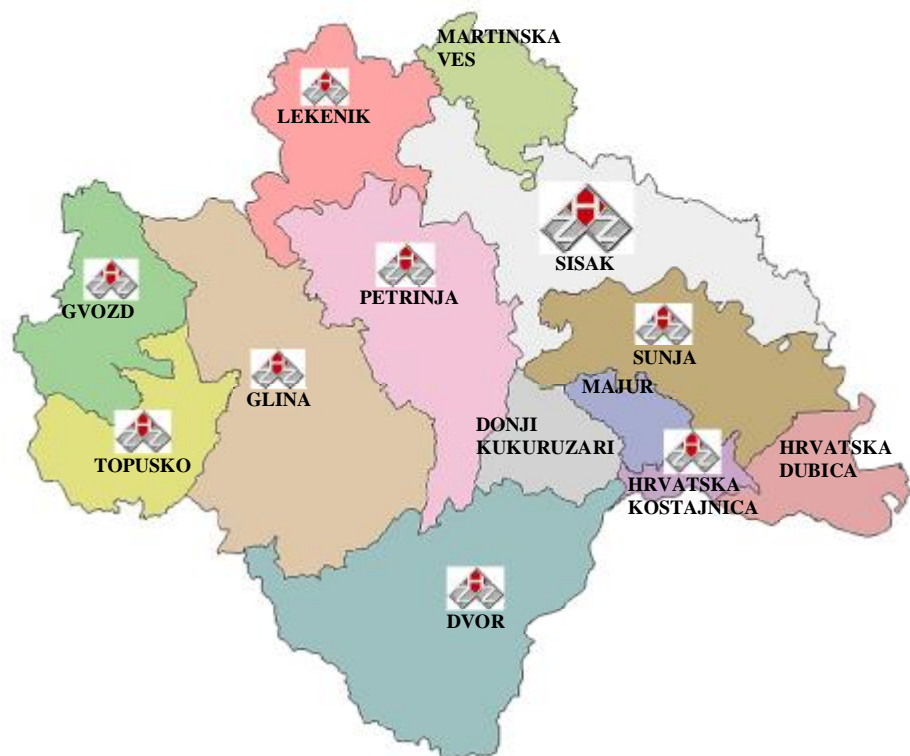 MARTINSKA
VES
LEKENIK
SISAK
PETRINJA
GVOZD
SUNJA
MAJUR
GLINA
DONJI
KUKURUZARI
HRVATSKA
DUBICA
TOPUSKO
HRVATSKA
KOSTAJNICA
DVOR